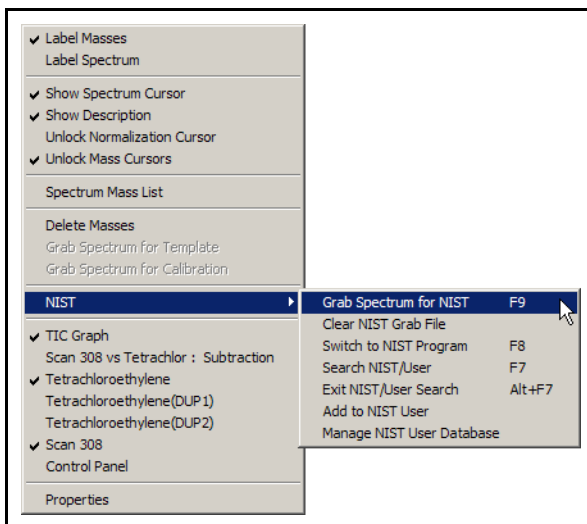 Label Masses
Label Spectrum
Show Spectrum Cursor
Show Description
Unlock Normalization Cursor
Unlock Mass Cursors
Spectrum Mass List
Delete Masses
Grab Spectrum for Template
Grab Spectrum for Calibration
NIST
TIC Graph
Scan 308 vs Tetrachlor : Subtraction
Tetrachloroethylene
Tetrachloroethylene(DUP1)
Tetrachloroethylene(DUP2)
Scan 308
Control Panel
Properties
Grab Spectrum for NIST F9
Clear NIST Grab File
Switch to NIST Program F8
Search NIST/User F7
Exit NIST/User Search Alt+F7
Add to NIST User
Manage NIST User Database